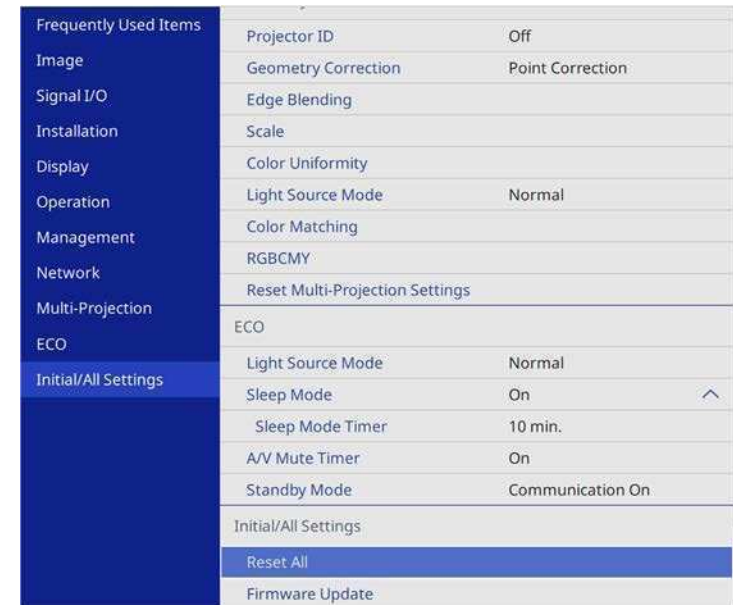 Frequently Used Items
Image
Signal I/O
Installation
Display
Operation
Management
Network
Multi-Projection
ECO
Initial/All Settings
Projector ID Off
Geometry Correction Point Correction
Edge Blending
Scale
Color Uniformity
Light Source Mode Normal
Color Matching
RGBCMY
Reset Multi-Projection Settings
ECO
Light Source Mode Normal
Sleep Mode On
Sleep Mode Timer 10 min.
A/V Mute Timer On
Standby Mode Communication On
Initial/All Settings
Reset All
Firmware Update